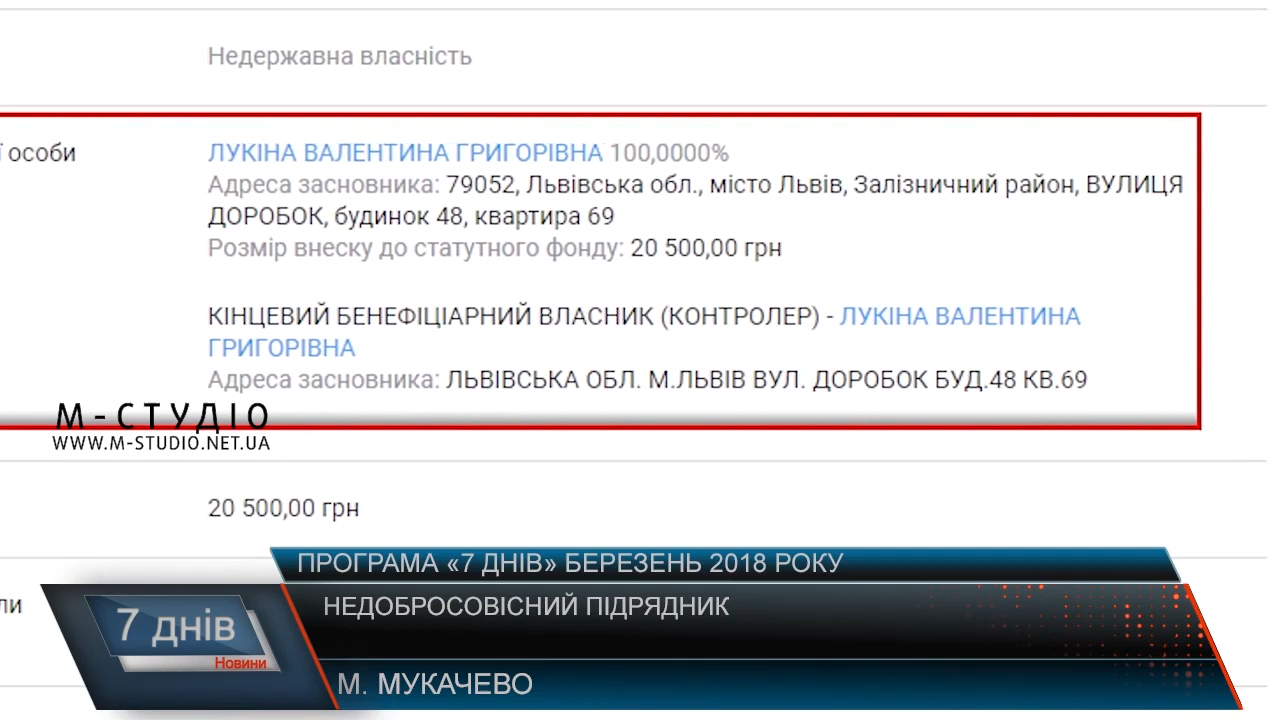 Недержавна власність
ї особи
ЛУКІНА ВАЛЕНТИНА ГРИГОРІВНА 100,0000%
Адреса засновника: 79052, Львівська обл., місто Львів, Залізничний район, ВУЛИЦЯ
ДОРОБОК, будинок 48, квартира 69
Розмір внеску до статутного фонду: 20 500,00 грн
КІНЦЕВИЙ БЕНЕФІЦІАРНИЙ ВЛАСНИК (КОНТРОЛЕР) - ЛУКІНА ВАЛЕНТИНА
ГРИГОРІВНА
Адреса засновника: ЛЬВІВСЬКА ОБЛ. М.ЛЬВІВ ВУЛ. ДОРОБОК БУД.48 КВ.69
М-СТУДІО
WWW.M-STUDIO.NET.UA
20 500,00 грн
ПРОГРАМА «7 ДНІВ» БЕРЕЗЕНЬ 2018 РОКУ
ли
НЕДОБРОСОВІСНИЙ ПІДРЯДНИК
7 днів
Новини
М. МУКАЧЕВО